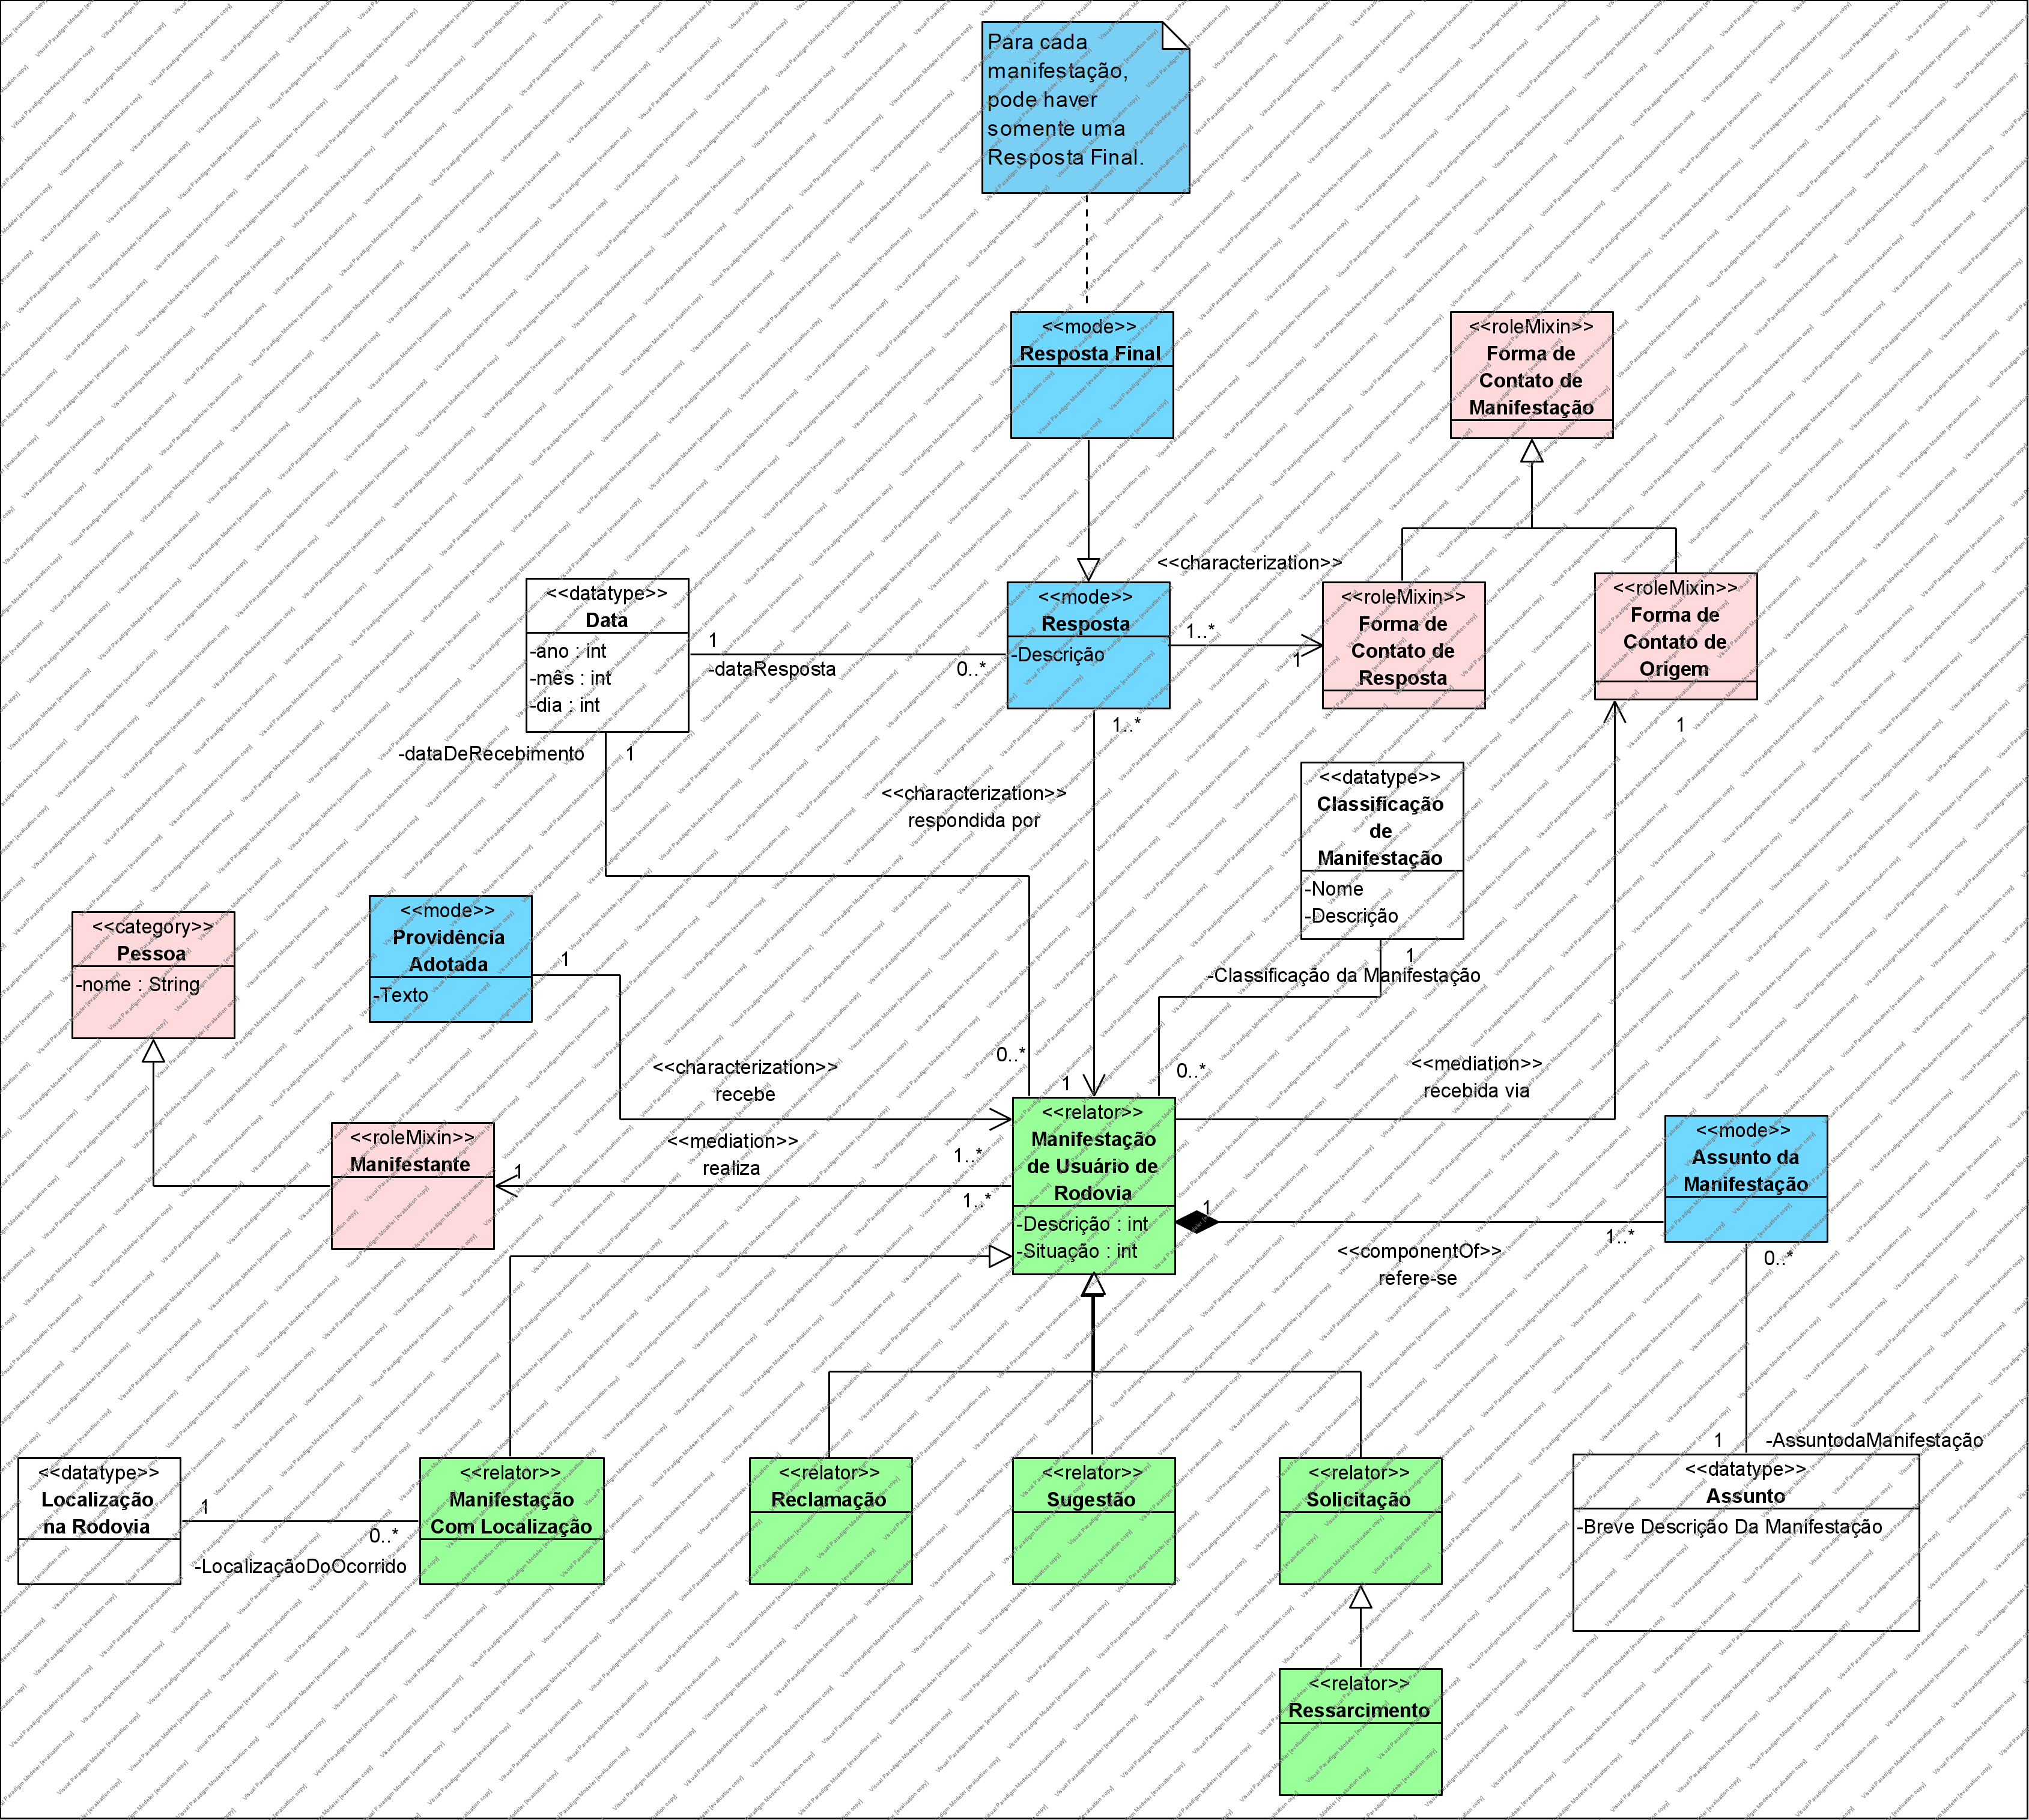 Para cada
manifestação,
pode haver
somente uma
Resposta Final.
<<mode>>
Resposta Final
<<roleMixin>>
Forma de
Contato de
Manifestação
<<characterization>>
<<datatype>>
Data
-ano : int
-mês : int
-dia : int
1
-dataResposta
0..*
<<mode>>
Resposta
-Descrição
1..*
1
<<roleMixin>>
Forma de
Contato de
Resposta
<<roleMixin>>
Forma de
Contato de
Origem
-dataDeRecebimento
1
1..*
1
<<characterization>>
respondida por
<<datatype>>
Classificação
de
Manifestação
-Nome
-Descrição
1
-Classificação da Manifestação
<<category>>
Pessoa
-nome : String
<<mode>>
Providência
Adotada
-Texto
1
<<characterization>>
recebe
0..*
1
0..*
<<mediation>>
recebida via
<<roleMixin>>
Manifestante
1
<<mediation>>
realiza
1..*
1..*
<<relator>>
Manifestação
de Usuário de
Rodovia
-Descrição : int
-Situação : int
1
<<componentOf>>
refere-se
1..*
<<mode>>
Assunto da
Manifestação
0..*
1
-AssuntodaManifestação
<<datatype>>
Localização
na Rodovia
1
0..*
-LocalizaçãoDoOcorrido
<<relator>>
Manifestação
Com Localização
<<relator>>
Reclamação
<<relator>>
Sugestão
<<relator>>
Solicitação
<<datatype>>
Assunto
-Breve Descrição Da Manifestação
<<relator>>
Ressarcimento
Visual Paradigm Modeler [evaluation copy]